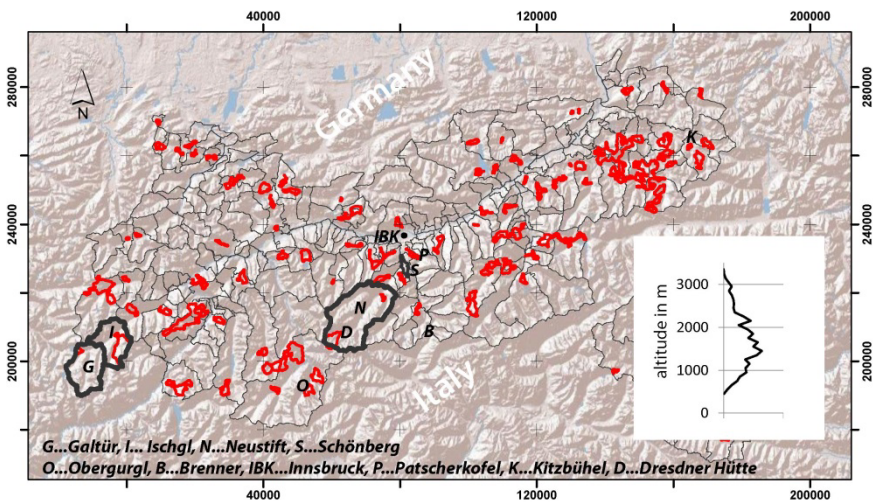 40000 120000 200000
280000 280000
Germany
N
K
240000 IBK 240000
P
S
N
I
D
B
G
200000 200000
O
Italy
altitude in m
3000
2000
1000
0
G...Galtür, I... Ischgl, N...Neustift, S...Schönberg
O...Obergurgl, B...Brenner, IBK...Innsbruck, P...Patscherkofel, K...Kitzbühel, D...Dresdner Hütte
40000 120000 200000